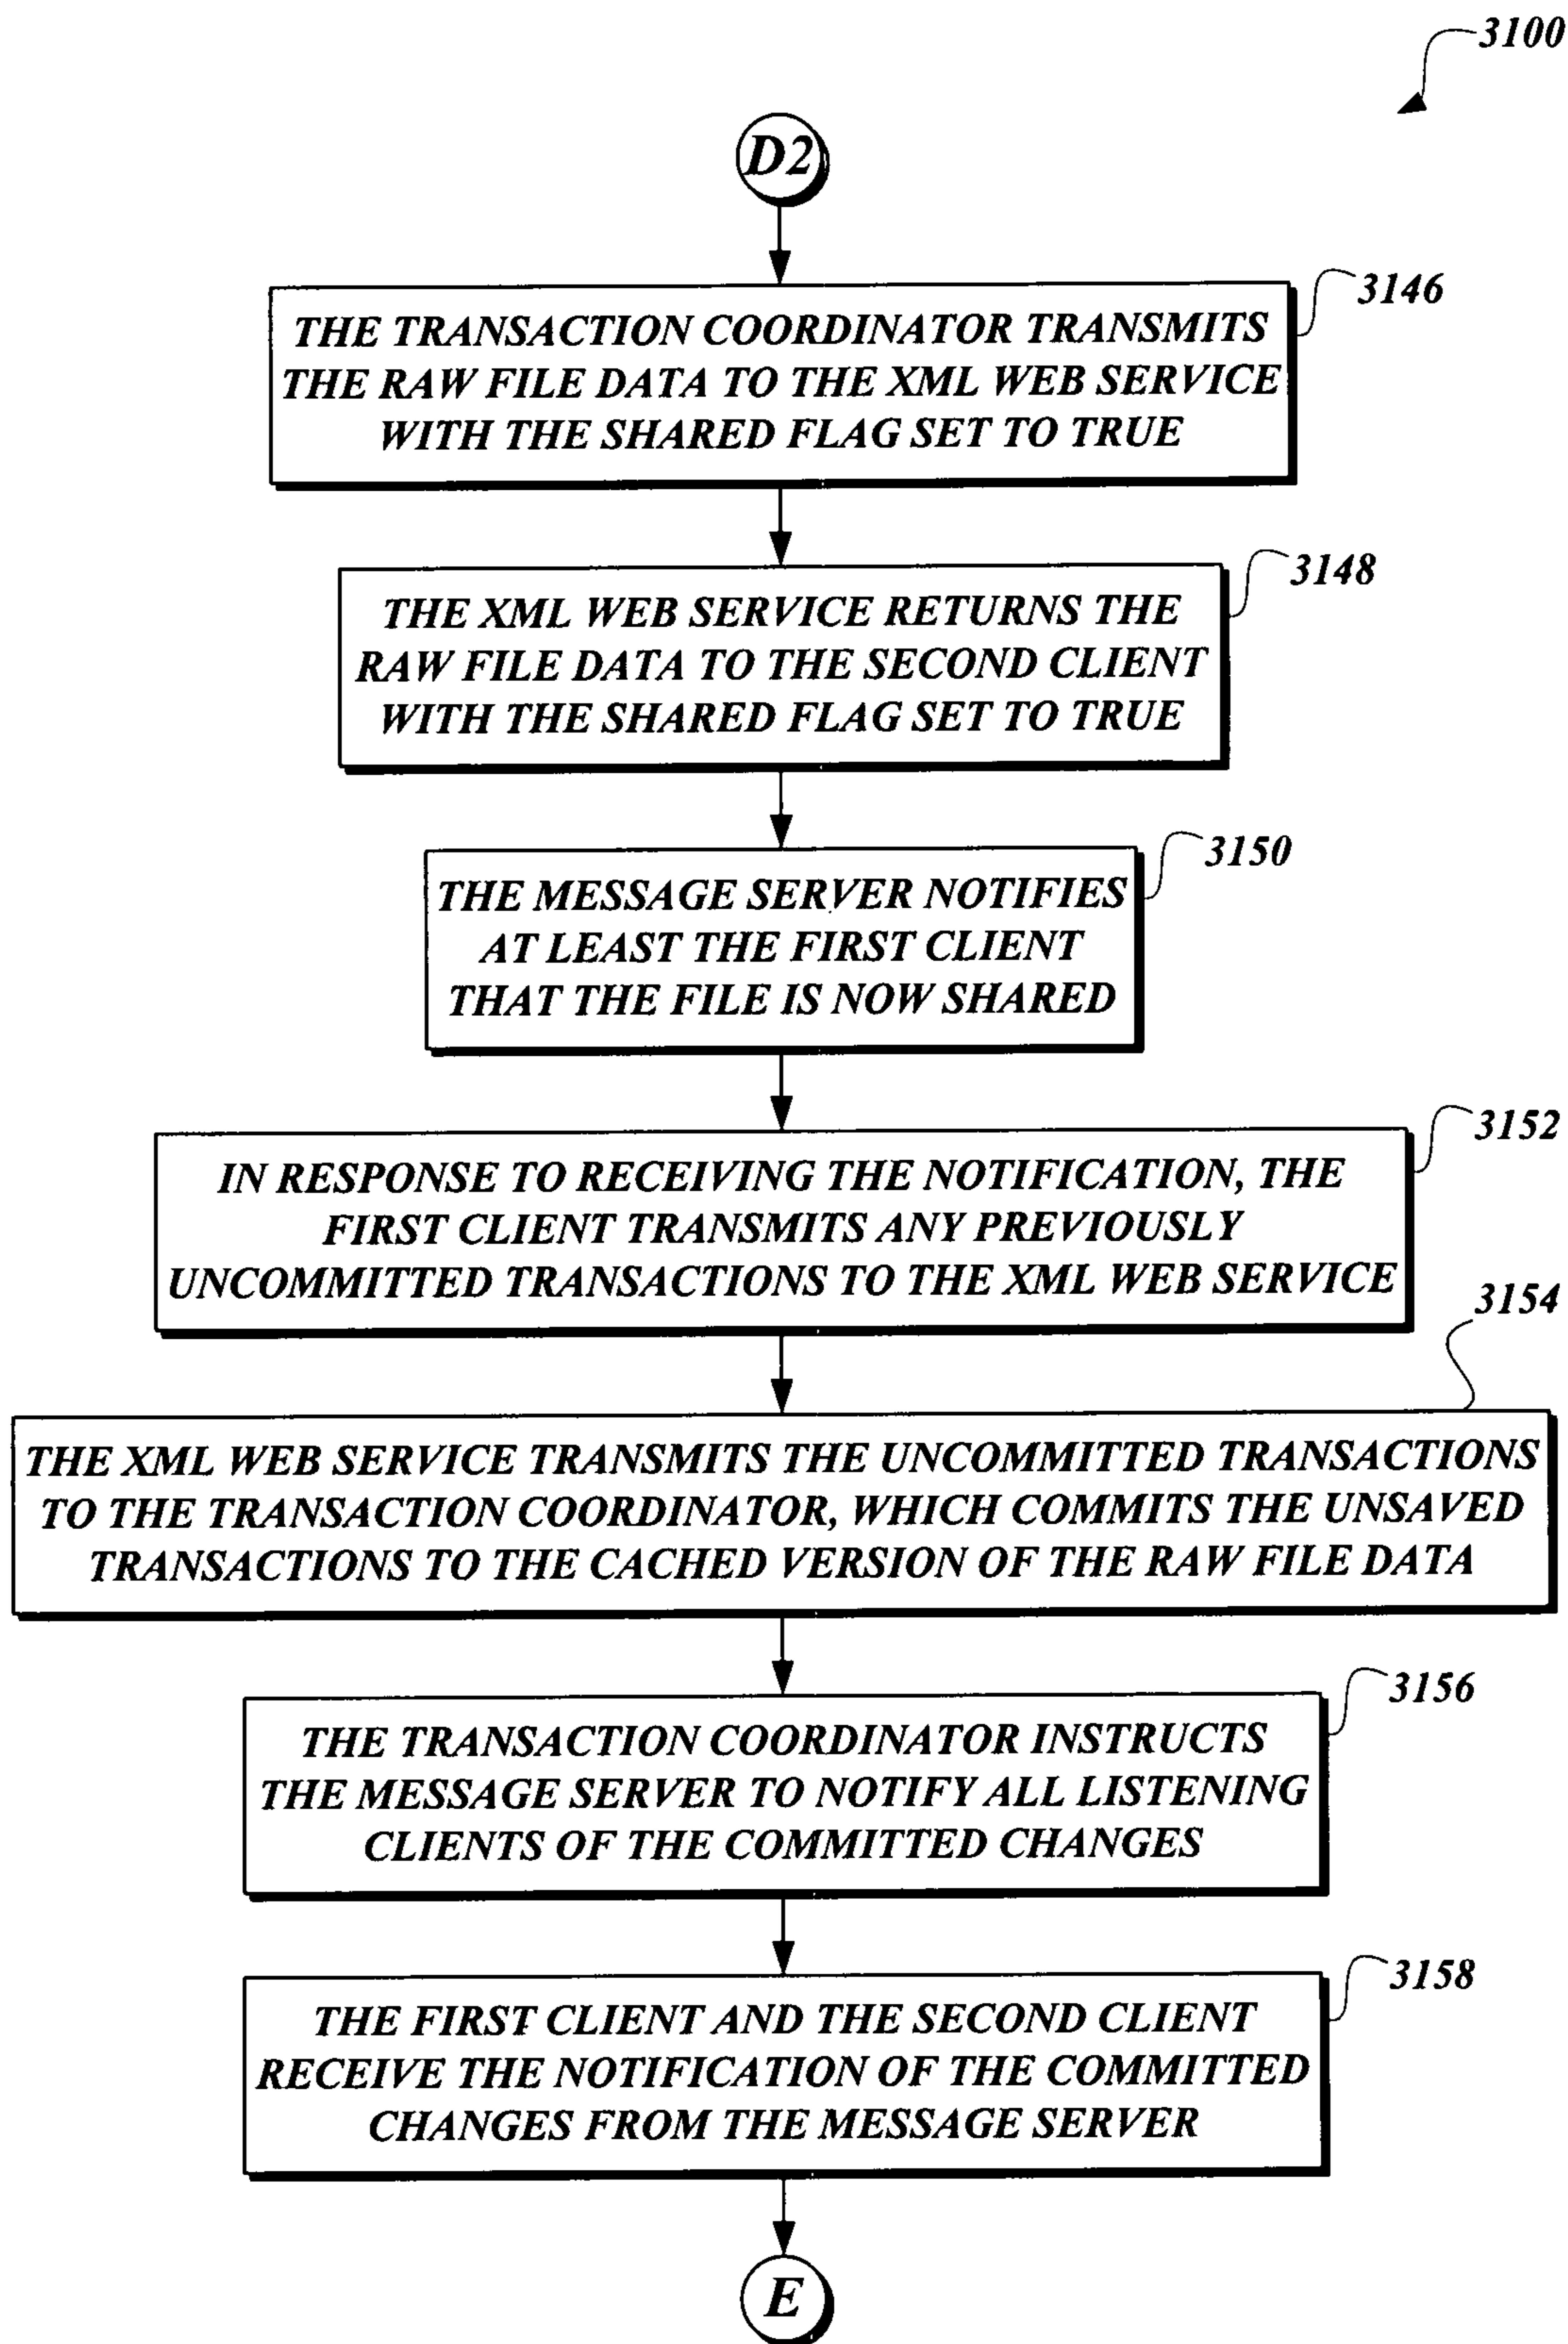 3100
D2
3146
THE TRANSACTION COORDINATOR TRANSMITS
THE RAW FILE DATA TO THE XML WEB SERVICE
WITH THE SHARED FLAG SET TO TRUE
3148
THE XML WEB SERVICE RETURNS THE
RAW FILE DATA TO THE SECOND CLIENT
WITH THE SHARED FLAG SET TO TRUE
3150
THE MESSAGE SERVER NOTIFIES
AT LEAST THE FIRST CLIENT
THAT THE FILE IS NOW SHARED
3152
IN RESPONSE TO RECEIVING THE NOTIFICATION, THE
FIRST CLIENT TRANSMITS ANY PREVIOUSLY
UNCOMMITTED TRANSACTIONS TO THE XML WEB SERVICE
3154
THE XML WEB SERVICE TRANSMITS THE UNCOMMITTED TRANSACTIONS
TO THE TRANSACTION COORDINATOR, WHICH COMMITS THE UNSAVED
TRANSACTIONS TO THE CACHED VERSION OF THE RAW FILE DATA
3156
THE TRANSACTION COORDINATOR INSTRUCTS
THE MESSAGE SERVER TO NOTIFY ALL LISTENING
CLIENTS OF THE COMMITTED CHANGES
3158
THE FIRST CLIENT AND THE SECOND CLIENT
RECEIVE THE NOTIFICATION OF THE COMMITTED
CHANGES FROM THE MESSAGE SERVER
E